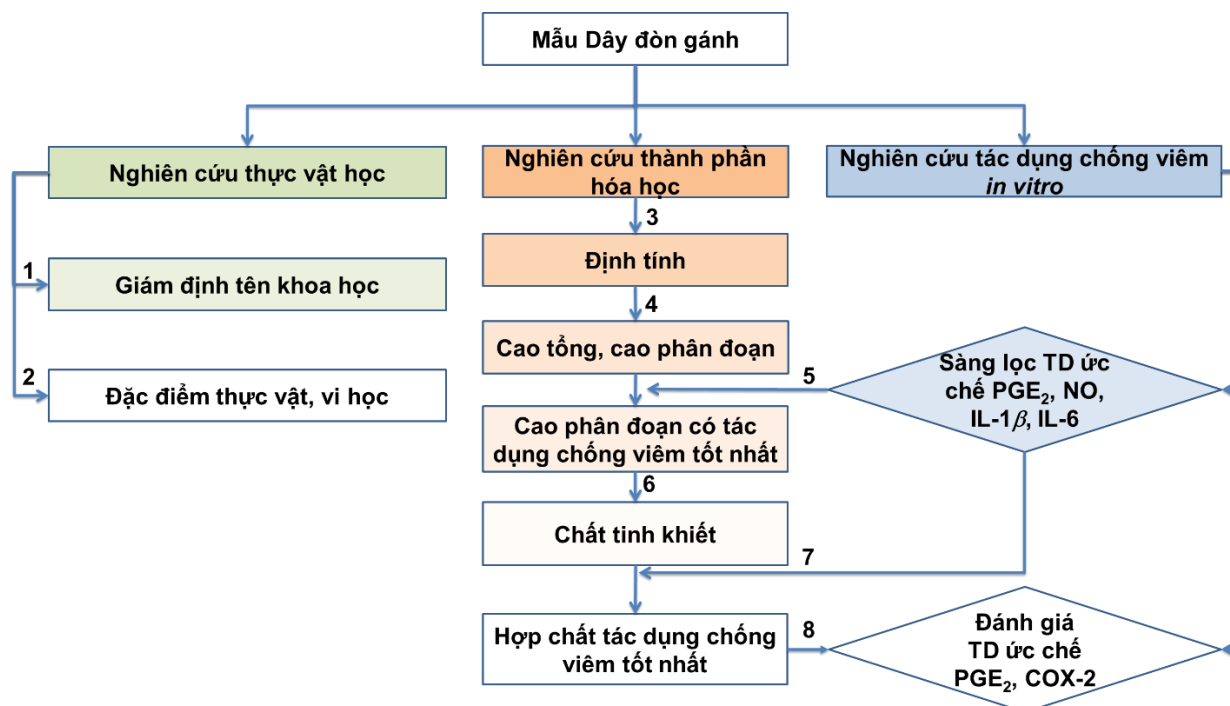 Mẫu Dây đòn gánh
Nghiên cứu thực vật học
Nghiên cứu thành phần
hóa học
Nghiên cứu tác dụng chống viêm
in vitro
3
1
Giám định tên khoa học
Định tính
4
2
Đặc điểm thực vật, vi học
Cao tổng, cao phân đoạn
5
Sàng lọc TD ức
chế PGE₂, NO,
IL-1β, IL-6
Cao phân đoạn có tác
dụng chống viêm tốt nhất
6
Chất tinh khiết
7
Hợp chất tác dụng chống
viêm tốt nhất
8
Đánh giá
TD ức chế
PGE₂, COX-2